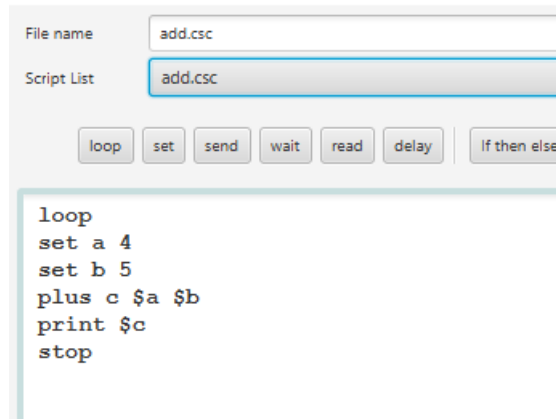 File name add.csc
Script List add.csc
loop set send wait read delay If then else
loop
set a 4
set b 5
plus c $a $b
print $c
stop